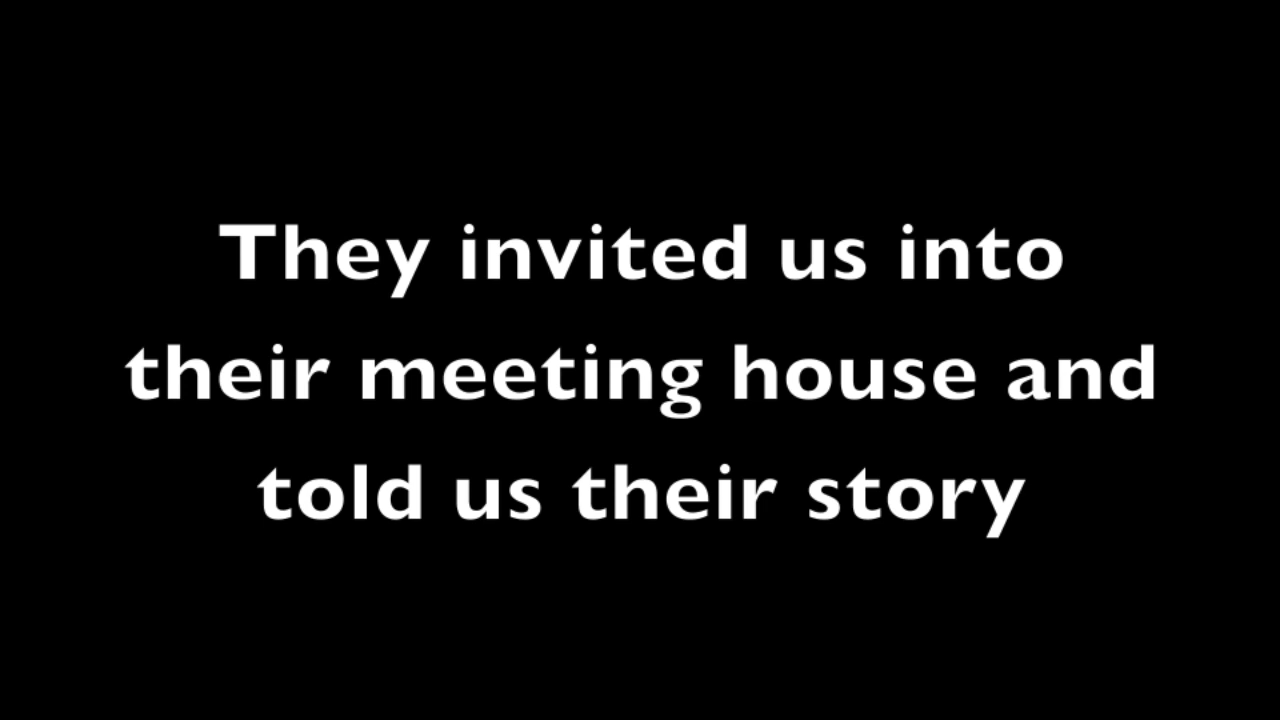 They invited us into
their meeting house and
told us their story